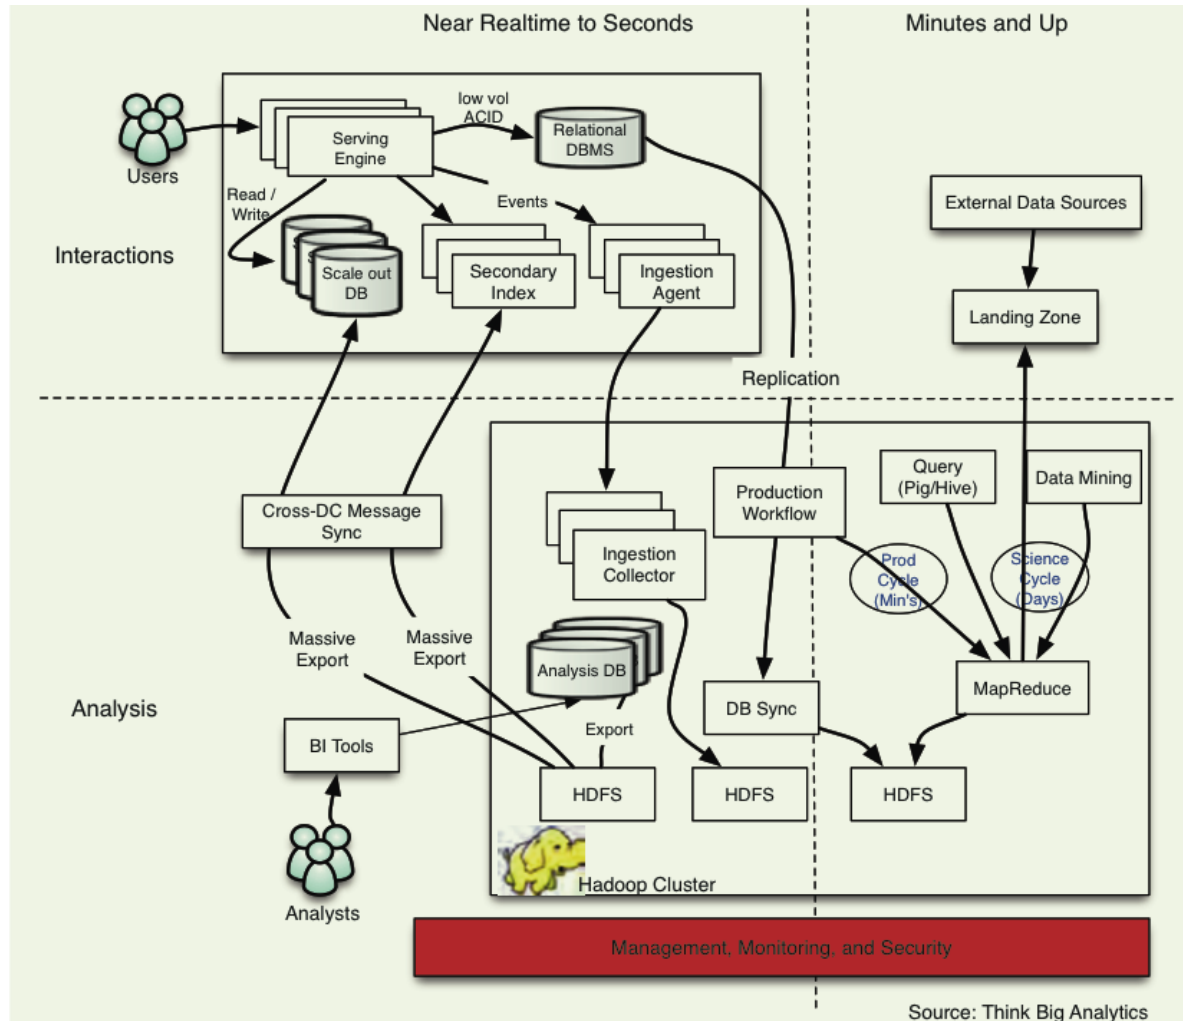 Near Realtime to Seconds
Minutes and Up
Users
Serving
Engine
low vol
ACID
Relational
DBMS
Read /
Write
Events
Interactions
Scale out
DB
Secondary
Index
Ingestion
Agent
External Data Sources
Landing Zone
Replication
Cross-DC Message
Sync
Production
Workflow
Query
(Pig/Hive)
Data Mining
Ingestion
Collector
Prod
Cycle
(Min's)
Science
Cycle
(Days)
Massive
Export
Massive
Export
Analysis DB
MapReduce
Analysis
DB Sync
Export
BI Tools
HDFS
HDFS
HDFS
Hadoop Cluster
Analysts
Management, Monitoring, and Security
Source: Think Big Analytics